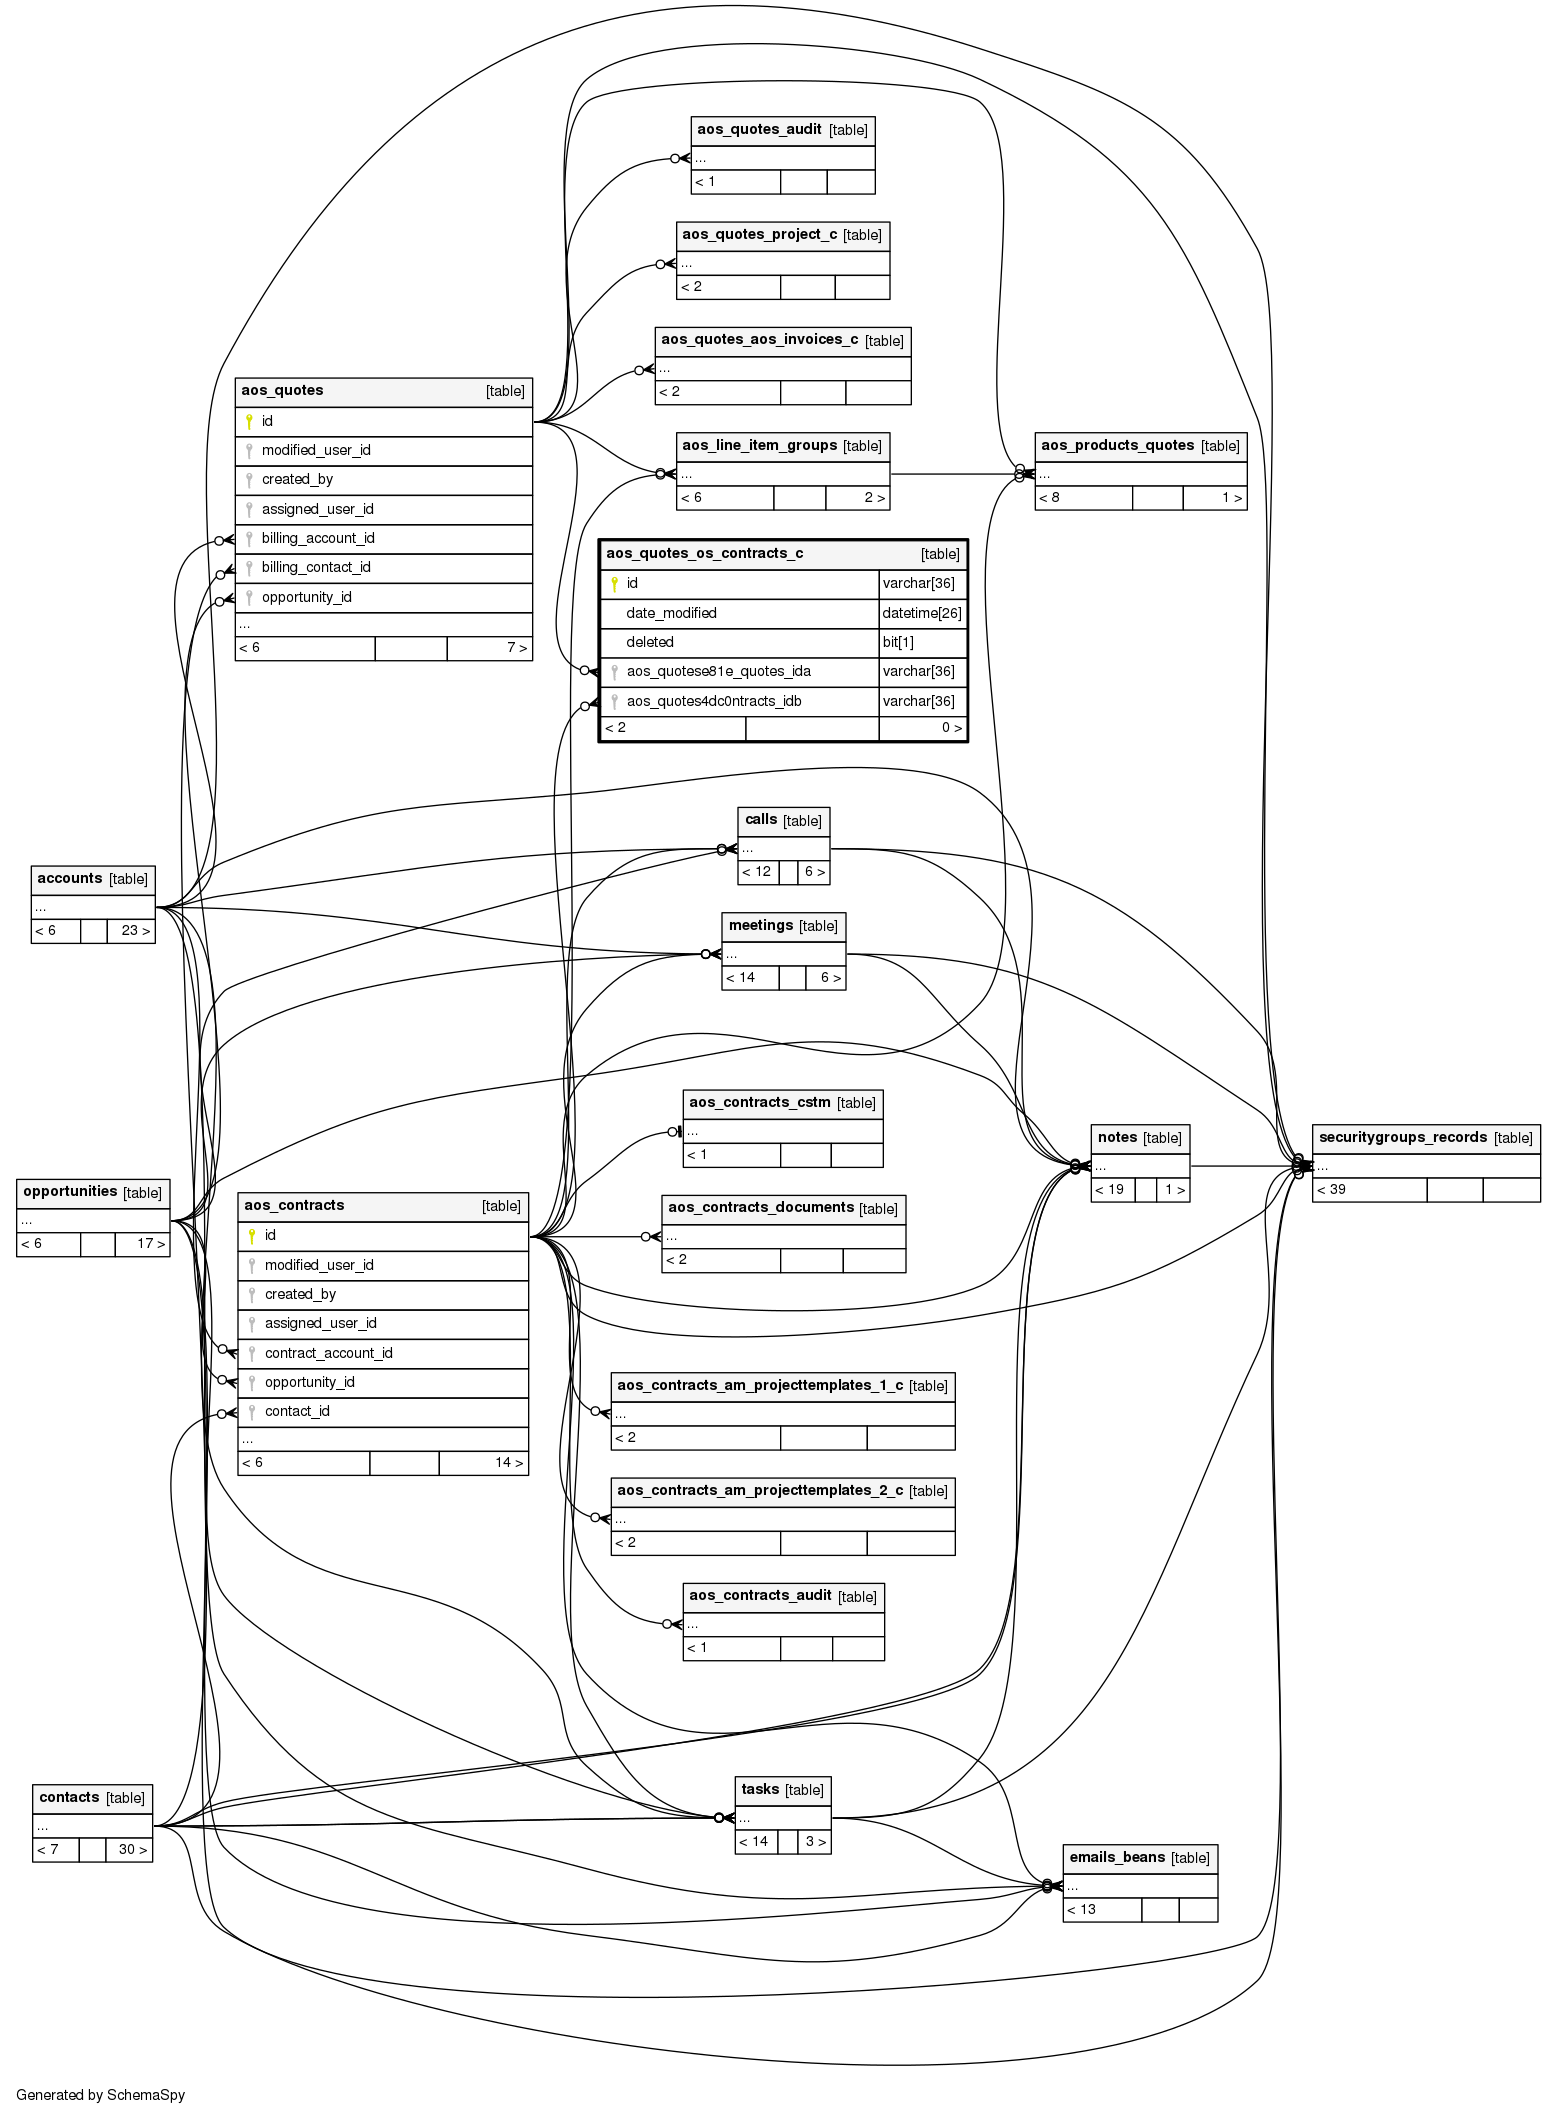 aos_quotes_audit [table]
...
< 1
aos_quotes_project_c [table]
...
< 2
aos_quotes_aos_invoices_c [table]
...
< 2
aos_quotes [table]
id
modified_user_id
created_by
assigned_user_id
billing_account_id
billing_contact_id
opportunity_id
...
< 6 7 >
aos_line_item_groups [table]
...
< 6 2 >
aos_products_quotes [table]
...
< 8 1 >
aos_quotes_os_contracts_c [table]
id varchar[36]
date_modified datetime[26]
deleted bit[1]
aos_quotese81e_quotes_ida varchar[36]
aos_quotes4dc0ntracts_idb varchar[36]
< 2 0 >
calls [table]
...
< 12 6 >
accounts [table]
...
< 6 23 >
meetings [table]
...
< 14 6 >
aos_contracts_cstm [table]
...
< 1
notes [table]
...
< 19 1 >
securitygroups_records [table]
...
< 39
opportunities [table]
...
< 6 17 >
aos_contracts [table]
id
modified_user_id
created_by
assigned_user_id
contract_account_id
opportunity_id
contact_id
...
< 6 14 >
aos_contracts_documents [table]
...
< 2
aos_contracts_am_projecttemplates_1_c [table]
...
< 2
aos_contracts_am_projecttemplates_2_c [table]
...
< 2
aos_contracts_audit [table]
...
< 1
contacts [table]
...
< 7 30 >
tasks [table]
...
< 14 3 >
emails_beans [table]
...
< 13
Generated by SchemaSpy